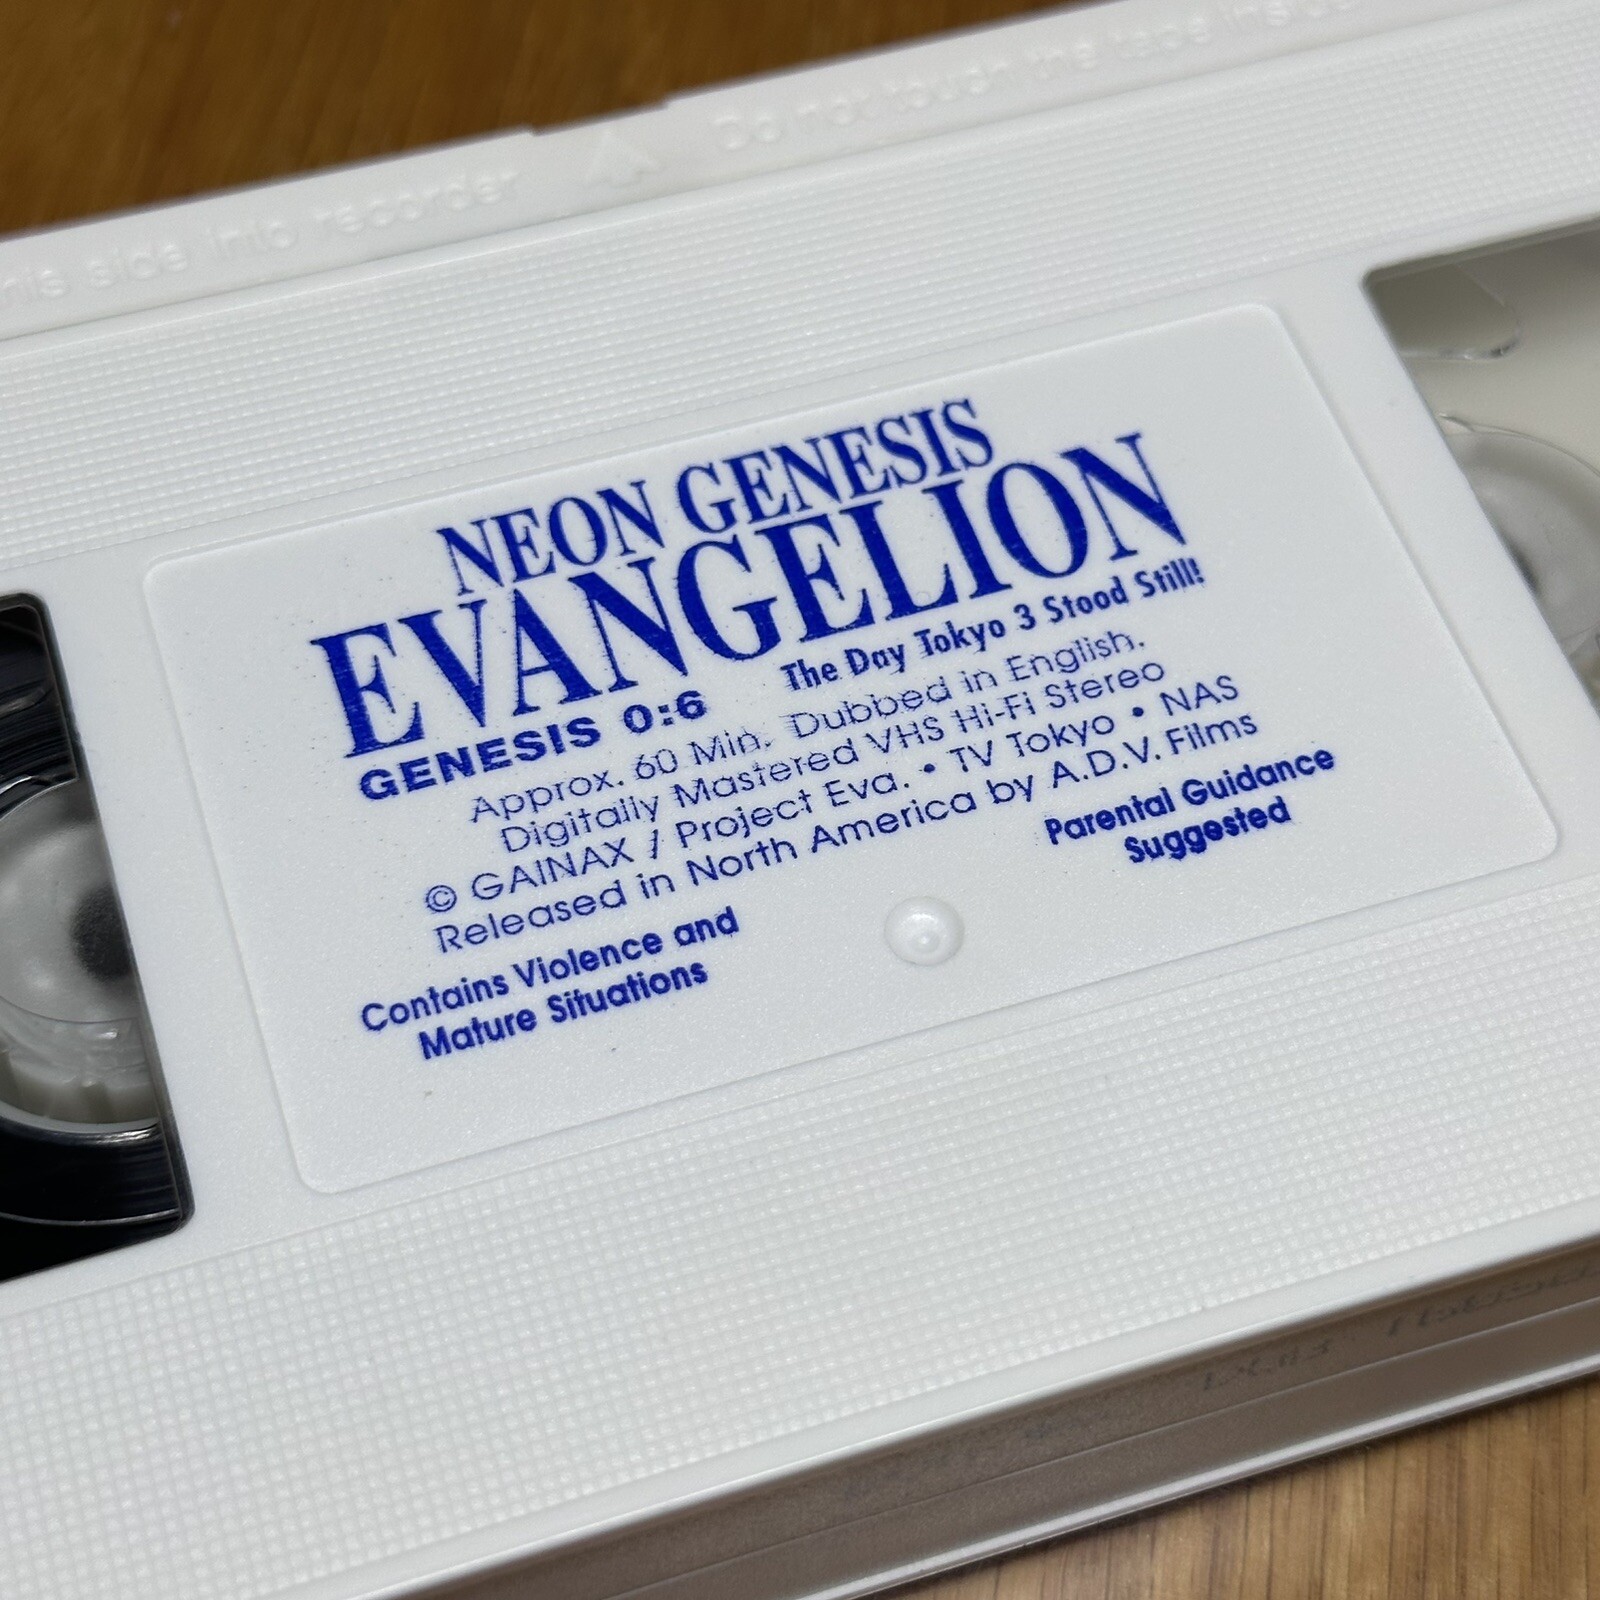 this side into recorder
Do not touch the tape inside
NEON GENESIS
EVANGELION
GENESIS 0:6
The Day Tokyo 3 Stood Still!
Approx. 60 Min. Dubbed in English.
Digitally Mastered VHS Hi-Fi Stereo
© GAINAX / Project Eva. • TV Tokyo • NAS
Released in North America by A.D.V. Films
Contains Violence and
Mature Situations
Parental Guidance
Suggested